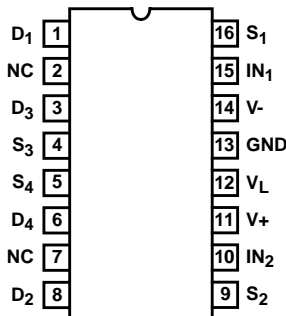 D1 1 16 S1
NC 2 15 IN1
D3 3 14 V-
S3 4 13 GND
S4 5 12 VL
D4 6 11 V+
NC 7 10 IN2
D2 8 9 S2